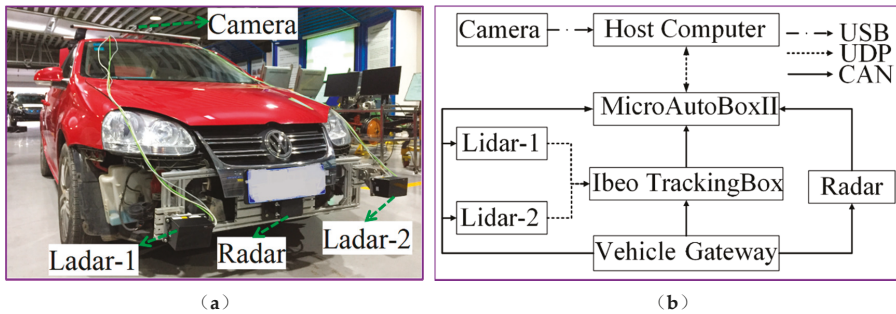 Camera
Ladar-1
Radar
Ladar-2
(a)
Camera
Host Computer
USB
UDP
CAN
MicroAutoBoxII
Lidar-1
Ibeo TrackingBox
Radar
Lidar-2
Vehicle Gateway
(b)